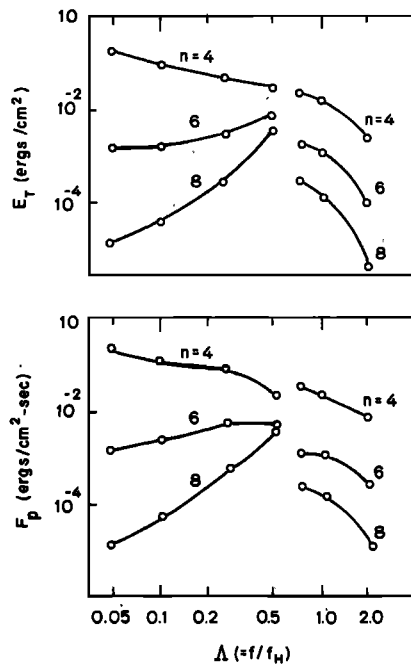 10
10⁻²
10⁻⁴
E_T (ergs/cm²)
n=4
6
8
n=4
6
8
10
10⁻²
10⁻⁴
F_p (ergs/cm²-sec)
n=4
6
8
n=4
6
8
0.05 0.1 0.2 0.5 1.0 2.0
Λ (=f/f_H)